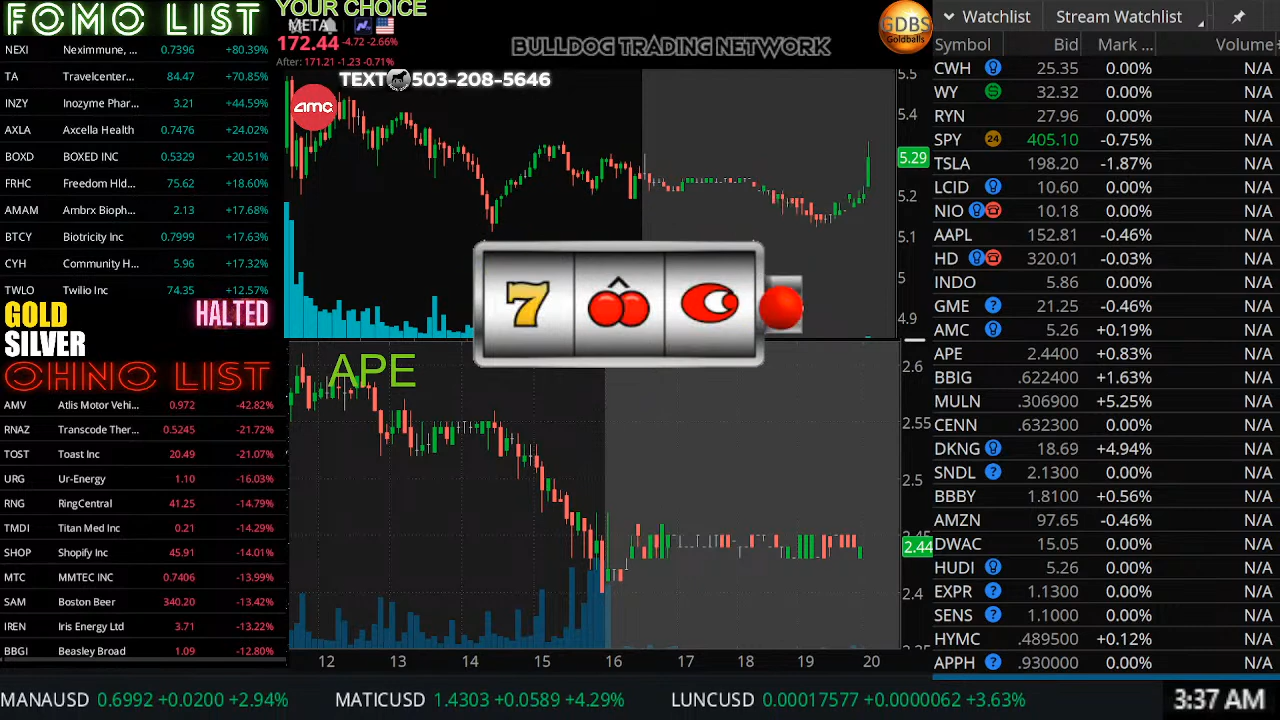 FOMO LIST
NEXI Neximmune, ... 0.7396 +80.39%
TA Travelcenter... 84.47 +70.85%
INZY Inozyme Phar... 3.21 +44.59%
AXLA Axcella Health 0.7476 +24.02%
BOXD BOXED INC 0.5329 +20.51%
FRHC Freedom Hld... 75.62 +18.60%
AMAM Ambrx Bioph... 2.13 +17.68%
BTCY Biotricity Inc 0.7999 +17.63%
CYH Community H... 5.96 +17.32%
TWLO Twilio Inc 74.35 +12.57%
GOLD HALTED
SILVER
OHNO LIST
AMV Atlis Motor Vehi... 0.972 -42.82%
RNAZ Transcode Ther... 0.5245 -21.72%
TOST Toast Inc 20.49 -21.07%
URG Ur-Energy 1.10 -16.03%
RNG RingCentral 41.25 -14.79%
TMDI Titan Med Inc 0.21 -14.29%
SHOP Shopify Inc 45.91 -14.01%
MTC MMTEC INC 0.7406 -13.99%
SAM Boston Beer 340.20 -13.42%
IREN Iris Energy Ltd 3.71 -13.22%
BBGI Beasley Broad 1.09 -12.80%
YOUR CHOICE
META
172.44 -4.72 -2.66%
After: 171.21 -1.23 -0.71%
TEXT 503-208-5646
BULLDOG TRADING NETWORK
GDBS
Goldballs
amc
5.5
5.4
5.29
5.2
5.1
5
4.9
7
APE
2.6
2.55
2.5
2.45
2.44
2.4
2.35
12 13 14 15 16 17 18 19 20
Watchlist Stream Watchlist
Symbol Bid Mark ... Volume
CWH 25.35 0.00% N/A
WY 32.32 0.00% N/A
RYN 27.96 0.00% N/A
SPY 24 405.10 -0.75% N/A
TSLA 198.20 -1.87% N/A
LCID 10.60 0.00% N/A
NIO 10.18 0.00% N/A
AAPL 152.81 -0.46% N/A
HD 320.01 -0.03% N/A
INDO 5.86 0.00% N/A
GME ? 21.25 -0.46% N/A
AMC ? 5.26 +0.19% N/A
APE 2.4400 +0.83% N/A
BBIG .622400 +1.63% N/A
MULN .306900 +5.25% N/A
CENN .632300 0.00% N/A
DKNG 18.69 +4.94% N/A
SNDL ? 2.1300 0.00% N/A
BBBY 1.8100 +0.56% N/A
AMZN 97.65 -0.46% N/A
DWAC 15.05 0.00% N/A
HUDI 5.26 0.00% N/A
EXPR ? 1.1300 0.00% N/A
SENS ? 1.1000 0.00% N/A
HYMC .489500 +0.12% N/A
APPH ? .930000 0.00% N/A
MANAUSD 0.6992 +0.0200 +2.94% MATICUSD 1.4303 +0.0589 +4.29% LUNCUSD 0.00017577 +0.0000062 +3.63%
3:37 AM